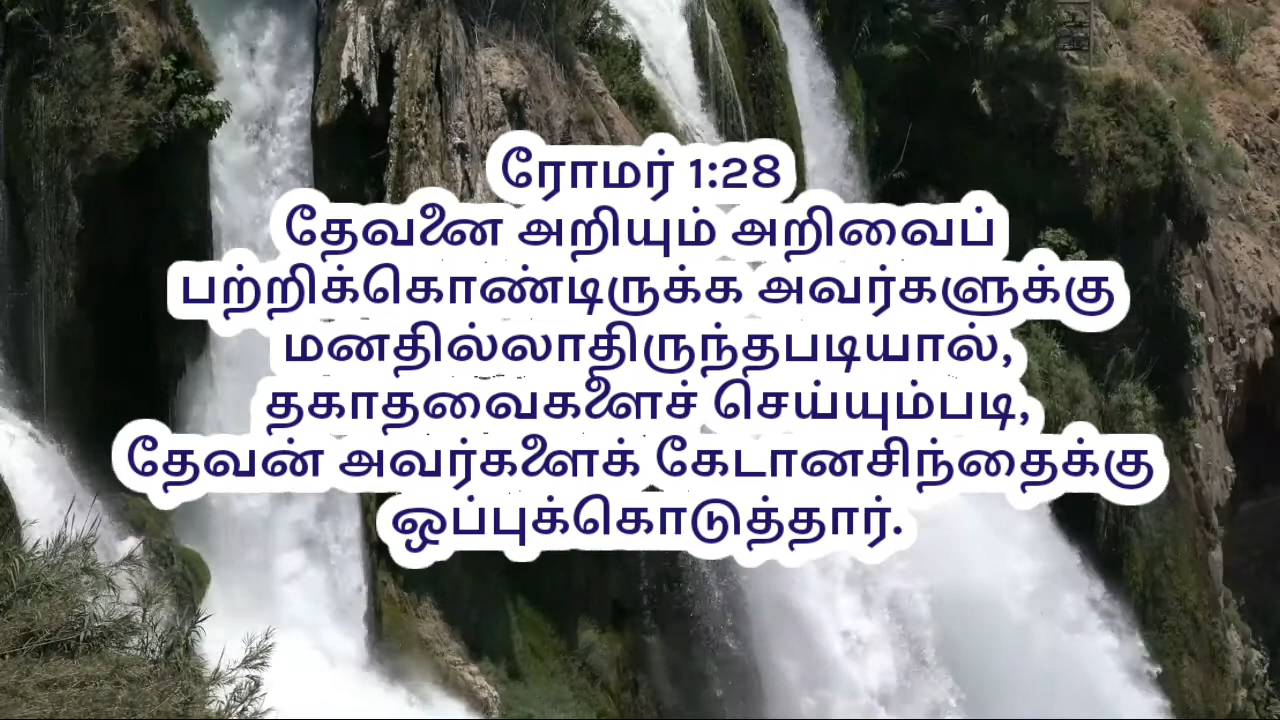 ரோமர் 1:28
தேவனை அறியும் அறிவைப்
பற்றிக்கொண்டிருக்க அவர்களுக்கு
மனதில்லாதிருந்தபடியால்,
தகாதவைகளைச் செய்யும்படி,
தேவன் அவர்களைக் கேடானசிந்தைக்கு
ஒப்புக்கொடுத்தார்.